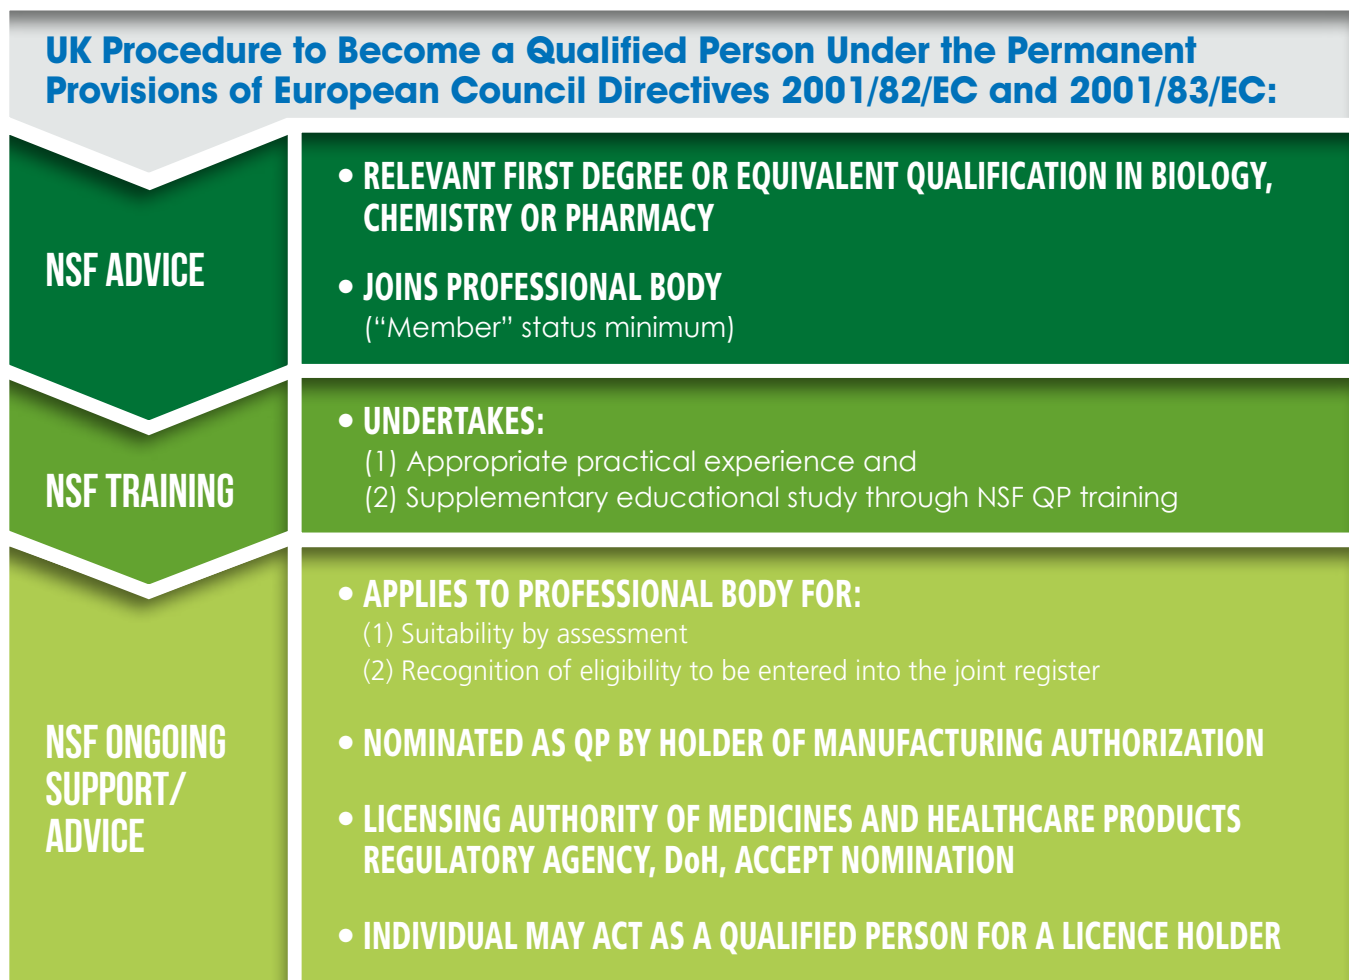 UK Procedure to Become a Qualified Person Under the Permanent
Provisions of European Council Directives 2001/82/EC and 2001/83/EC:
NSF ADVICE
• RELEVANT FIRST DEGREE OR EQUIVALENT QUALIFICATION IN BIOLOGY,
CHEMISTRY OR PHARMACY
• JOINS PROFESSIONAL BODY
(“Member” status minimum)
NSF TRAINING
• UNDERTAKES:
(1) Appropriate practical experience and
(2) Supplementary educational study through NSF QP training
NSF ONGOING
SUPPORT/
ADVICE
• APPLIES TO PROFESSIONAL BODY FOR:
(1) Suitability by assessment
(2) Recognition of eligibility to be entered into the joint register
• NOMINATED AS QP BY HOLDER OF MANUFACTURING AUTHORIZATION
• LICENSING AUTHORITY OF MEDICINES AND HEALTHCARE PRODUCTS
REGULATORY AGENCY, DoH, ACCEPT NOMINATION
• INDIVIDUAL MAY ACT AS A QUALIFIED PERSON FOR A LICENCE HOLDER